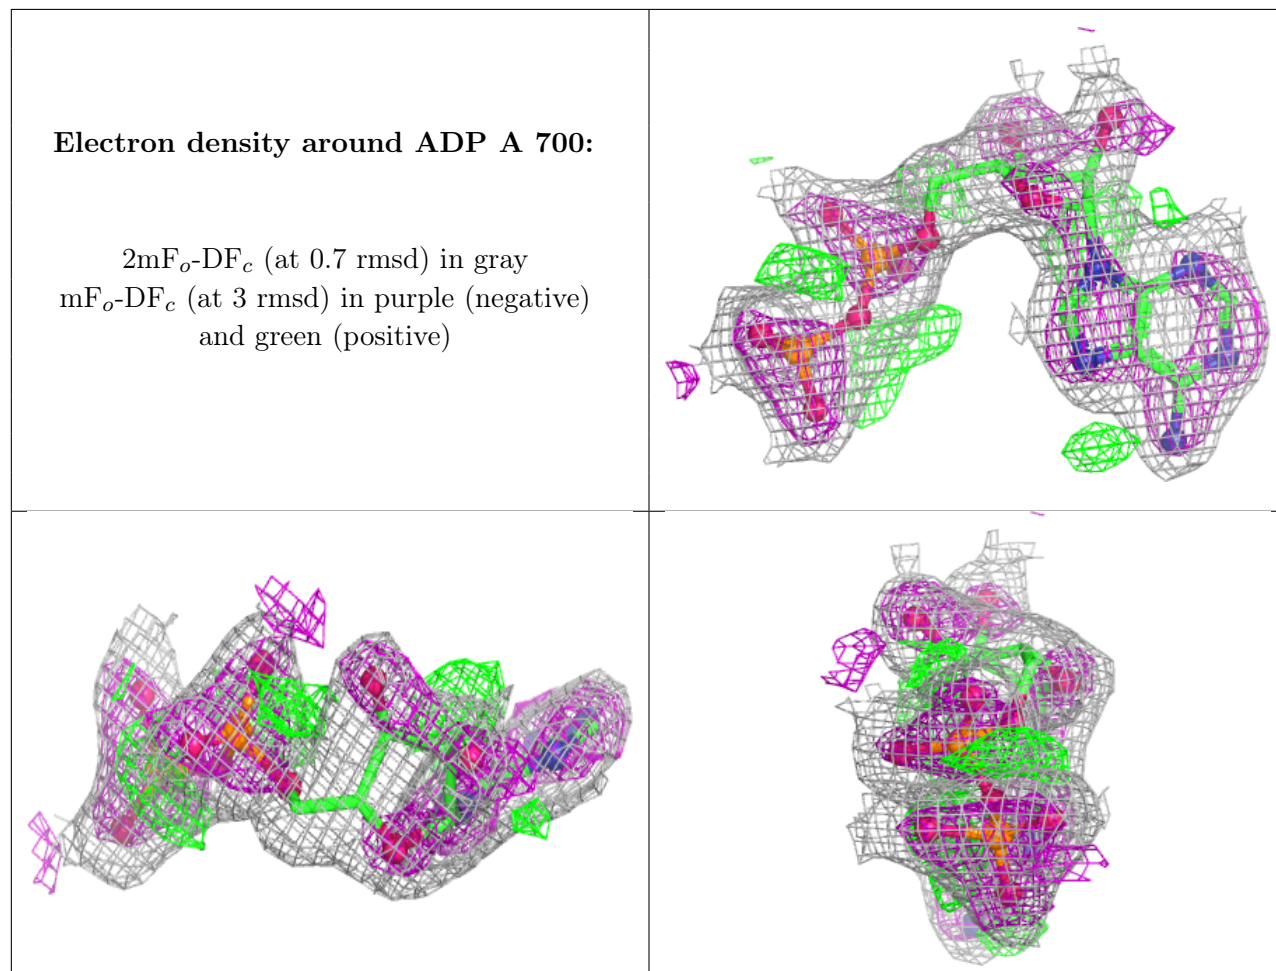 Electron density around ADP A 700:
2mFₒ-DF𝑐 (at 0.7 rmsd) in gray
mFₒ-DF𝑐 (at 3 rmsd) in purple (negative)
and green (positive)